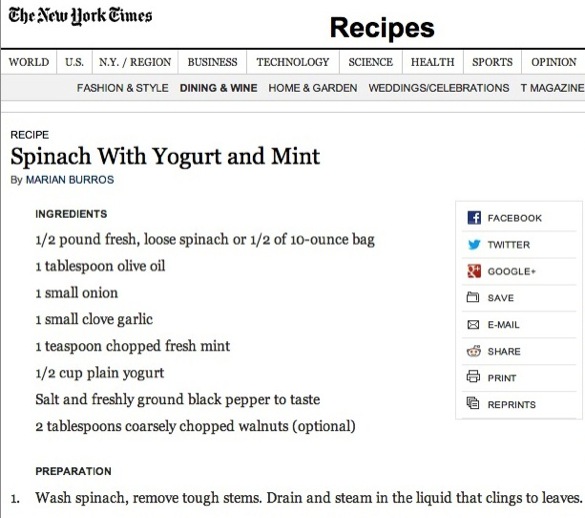 The New York Times
Recipes
WORLD U.S. N.Y. / REGION BUSINESS TECHNOLOGY SCIENCE HEALTH SPORTS OPINION
FASHION & STYLE DINING & WINE HOME & GARDEN WEDDINGS/CELEBRATIONS T MAGAZINE
RECIPE
Spinach With Yogurt and Mint
By MARIAN BURROS
INGREDIENTS
1/2 pound fresh, loose spinach or 1/2 of 10-ounce bag
1 tablespoon olive oil
1 small onion
1 small clove garlic
1 teaspoon chopped fresh mint
1/2 cup plain yogurt
Salt and freshly ground black pepper to taste
2 tablespoons coarsely chopped walnuts (optional)
FACEBOOK
TWITTER
GOOGLE+
SAVE
E-MAIL
SHARE
PRINT
REPRINTS
PREPARATION
1. Wash spinach, remove tough stems. Drain and steam in the liquid that clings to leaves.